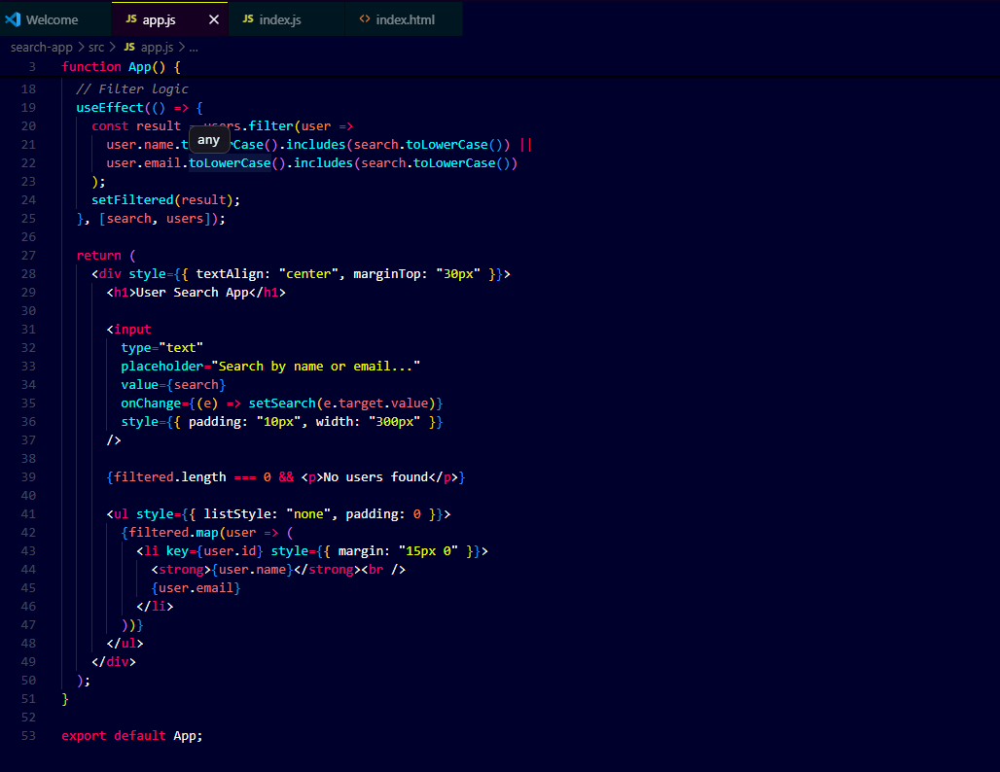 Welcome
JS app.js
JS index.js
<> index.html
search-app > src > JS app.js > ...
3 function App() {
18 // Filter logic
19 useEffect(() => {
20 const result = users.filter(user =>
any
21 user.name.toLowerCase().includes(search.toLowerCase()) ||
22 user.email.toLowerCase().includes(search.toLowerCase())
23 );
24 setFiltered(result);
25 }, [search, users]);
26
27 return (
28 <div style={{ textAlign: "center", marginTop: "30px" }}>
29 <h1>User Search App</h1>
30
31 <input
32 type="text"
33 placeholder="Search by name or email..."
34 value={search}
35 onChange={(e) => setSearch(e.target.value)}
36 style={{ padding: "10px", width: "300px" }}
37 />
38
39 {filtered.length === 0 && <p>No users found</p>}
40
41 <ul style={{ listStyle: "none", padding: 0 }}>
42 {filtered.map(user => (
43 <li key={user.id} style={{ margin: "15px 0" }}>
44 <strong>{user.name}</strong><br />
45 {user.email}
46 </li>
47 ))}
48 </ul>
49 </div>
50 );
51 }
52
53 export default App;